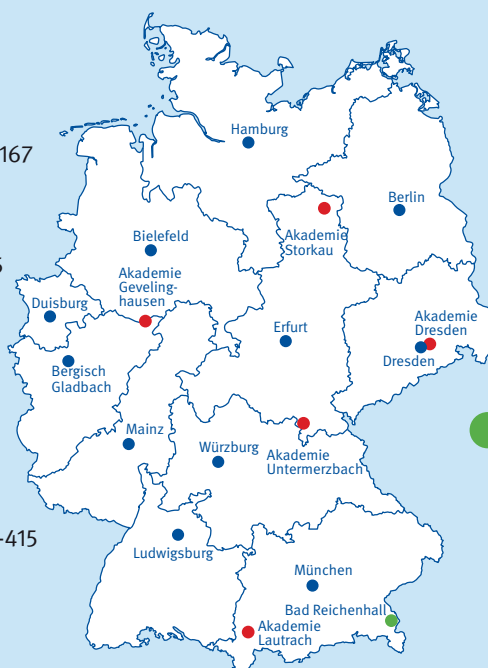 Hamburg
167
Berlin
Akademie
Storkau
Bielefeld
Akademie
Geveling-
hausen
Duisburg
Erfurt
Akademie
Dresden
Dresden
Bergisch
Gladbach
Mainz
Würzburg
Akademie
Untermerzbach
-415
Ludwigsburg
München
Bad Reichenhall
Akademie
Lautrach